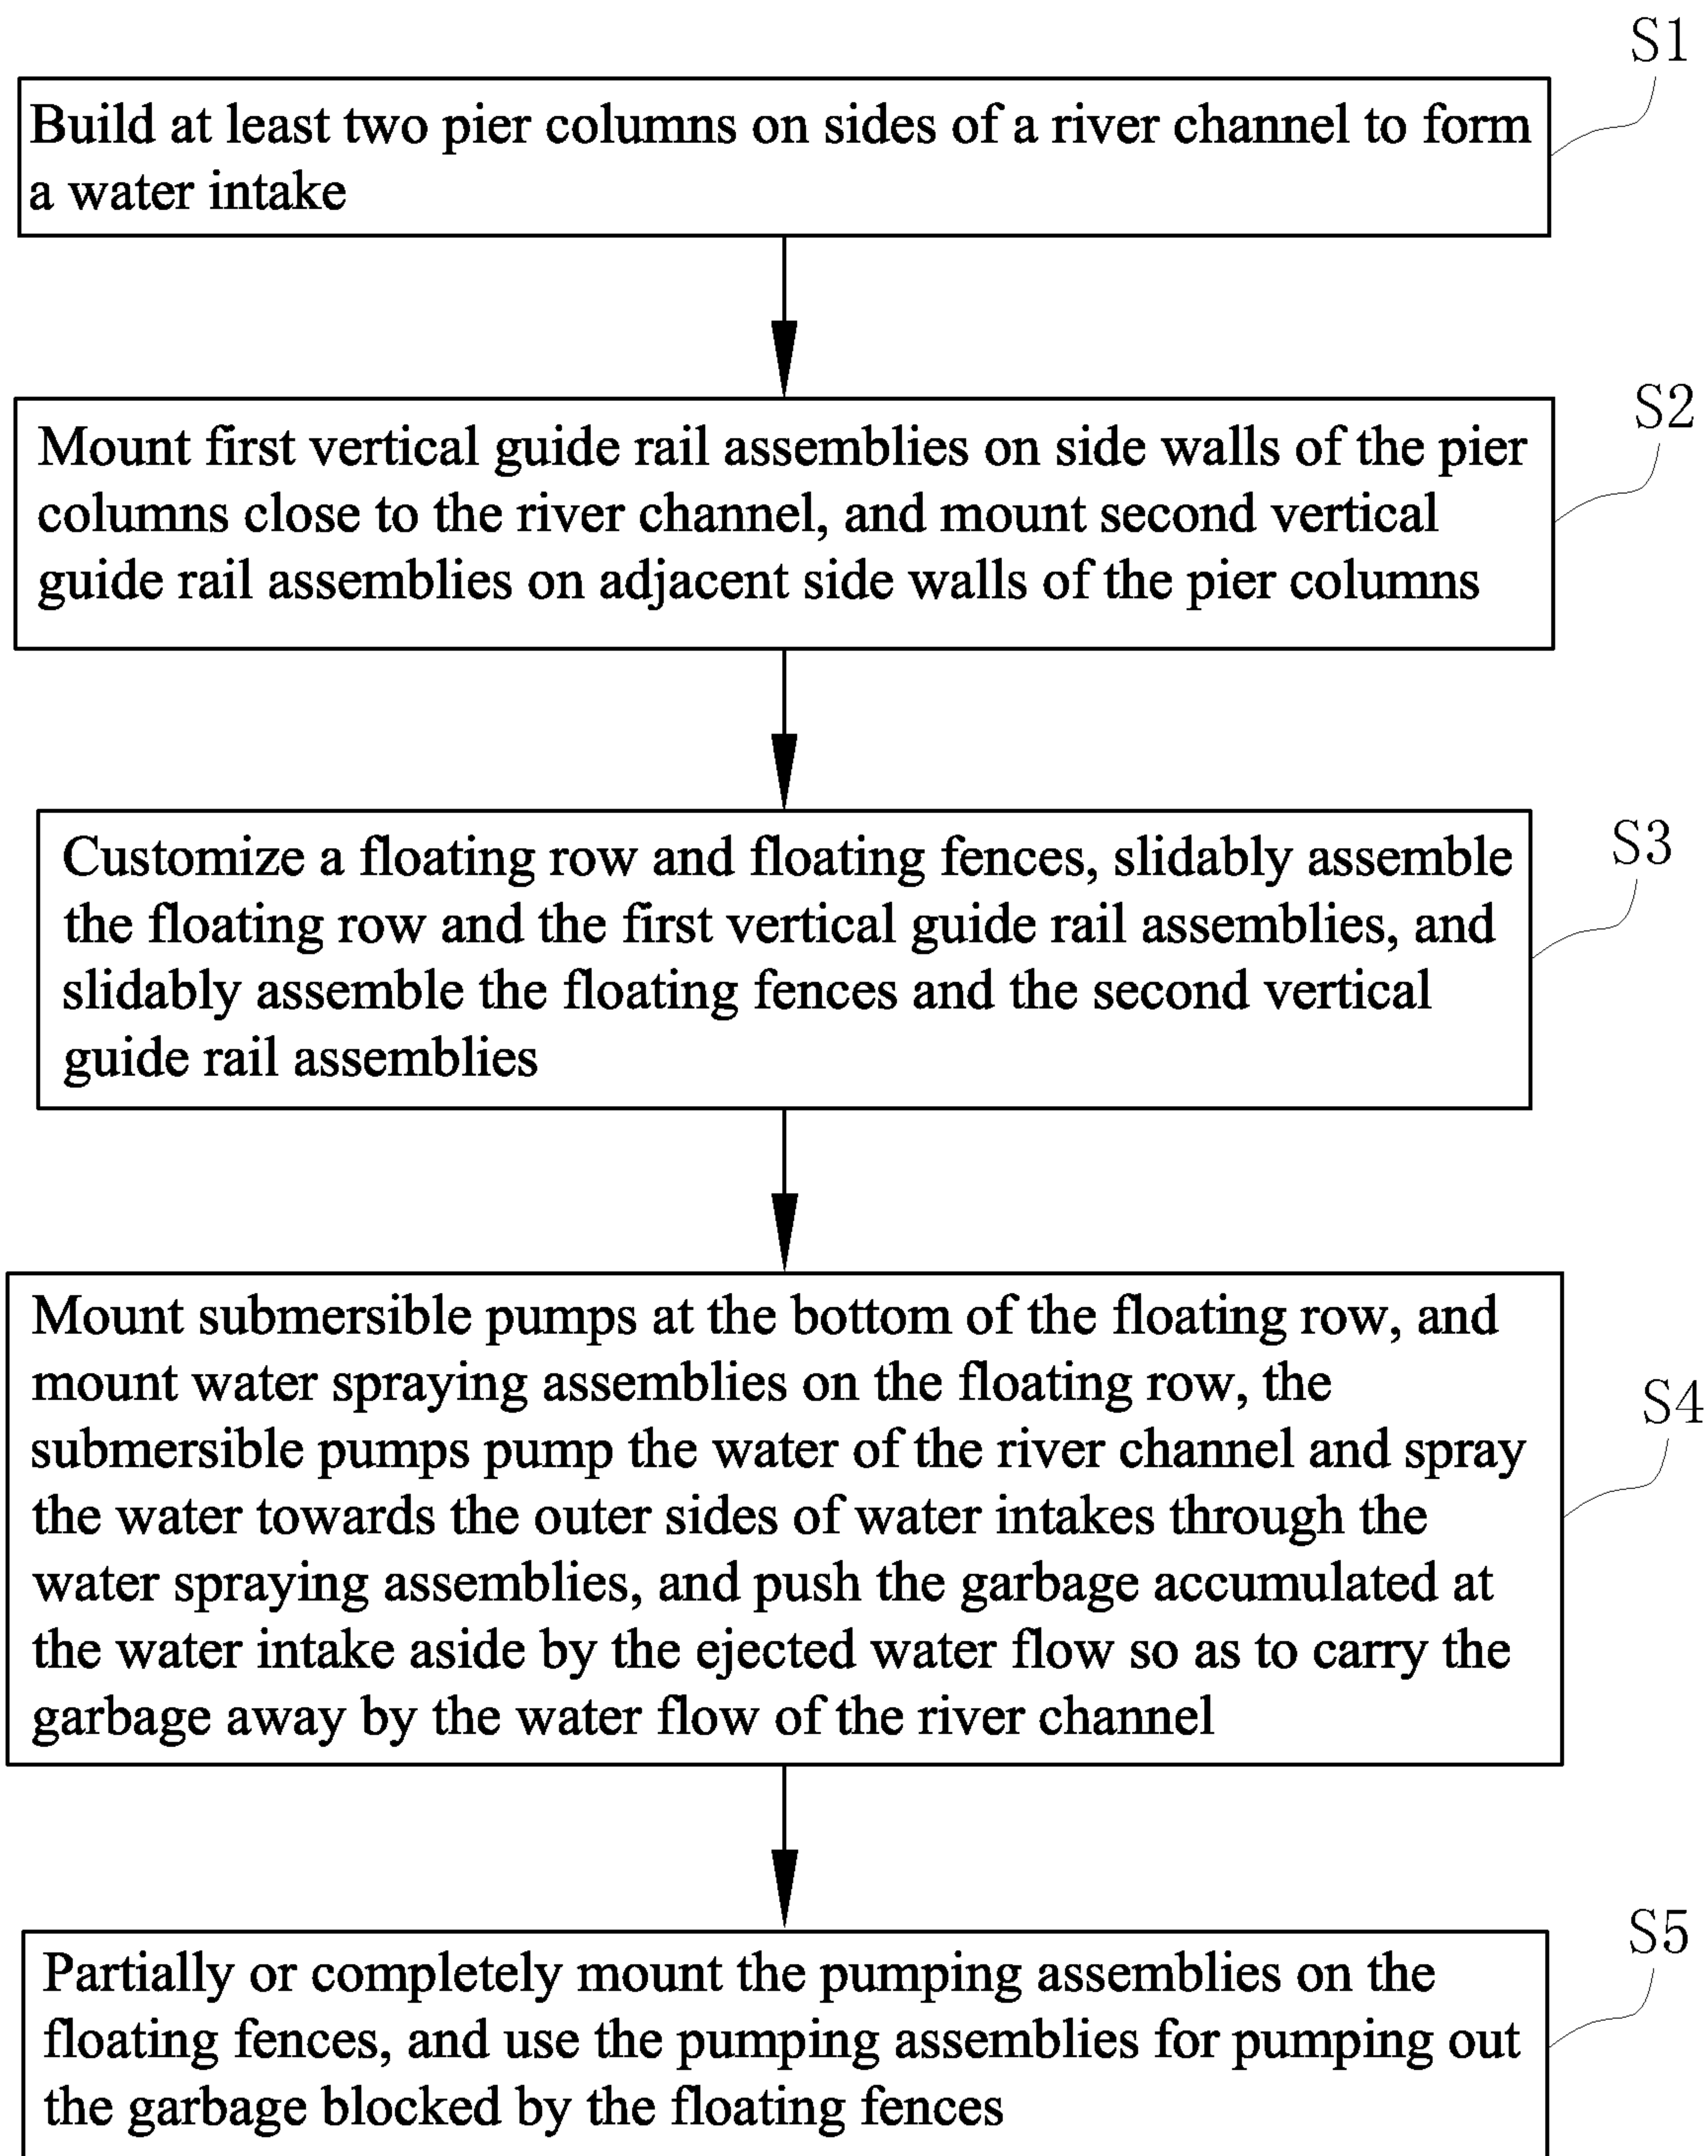 S1
Build at least two pier columns on sides of a river channel to form
a water intake
S2
Mount first vertical guide rail assemblies on side walls of the pier
columns close to the river channel, and mount second vertical
guide rail assemblies on adjacent side walls of the pier columns
S3
Customize a floating row and floating fences, slidably assemble
the floating row and the first vertical guide rail assemblies, and
slidably assemble the floating fences and the second vertical
guide rail assemblies
S4
Mount submersible pumps at the bottom of the floating row, and
mount water spraying assemblies on the floating row, the
submersible pumps pump the water of the river channel and spray
the water towards the outer sides of water intakes through the
water spraying assemblies, and push the garbage accumulated at
the water intake aside by the ejected water flow so as to carry the
garbage away by the water flow of the river channel
S5
Partially or completely mount the pumping assemblies on the
floating fences, and use the pumping assemblies for pumping out
the garbage blocked by the floating fences